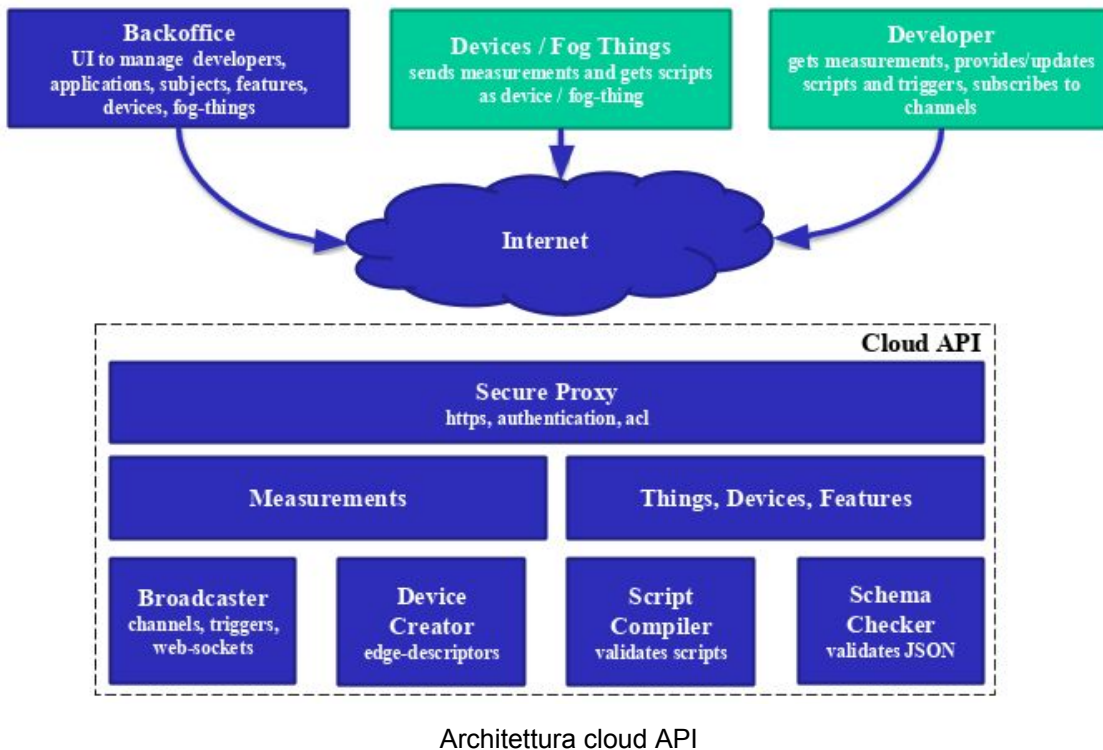 Backoffice
UI to manage developers,
applications, subjects, features,
devices, fog-things
Devices / Fog Things
sends measurements and gets scripts
as device / fog-thing
Developer
gets measurements, provides/updates
scripts and triggers, subscribes to
channels
Internet
Cloud API
Secure Proxy
https, authentication, acl
Measurements
Things, Devices, Features
Broadcaster
channels, triggers,
web-sockets
Device
Creator
edge-descriptors
Script
Compiler
validates scripts
Schema
Checker
validates JSON
Architettura cloud API